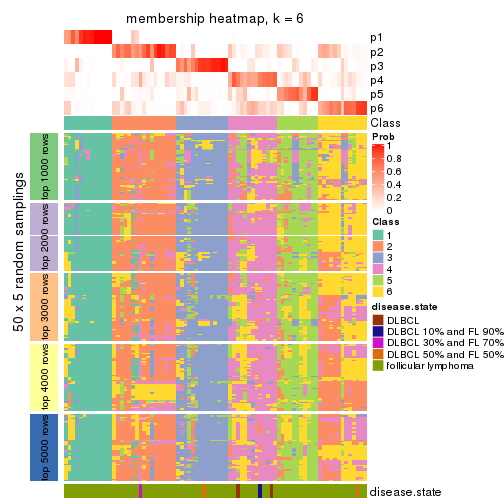 membership heatmap, k = 6
p1
p2
p3
p4
p5
p6
Class
50 x 5 random samplings
top 1000 rows
top 2000 rows
top 3000 rows
top 4000 rows
top 5000 rows
disease.state
Prob
1
0.8
0.6
0.4
0.2
0
Class
1
2
3
4
5
6
disease.state
DLBCL
DLBCL 10% and FL 90%
DLBCL 30% and FL 70%
DLBCL 50% and FL 50%
follicular lymphoma